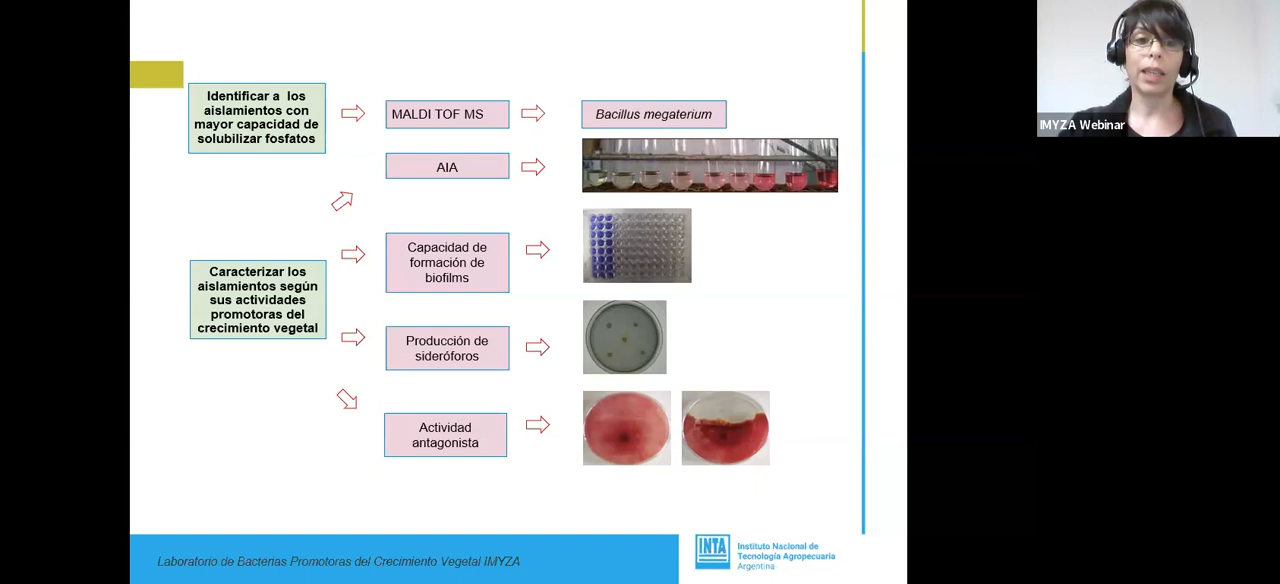 Identificar a los
aislamientos con
mayor capacidad de
solubilizar fosfatos
MALDI TOF MS
Bacillus megaterium
AIA
Capacidad de
formación de
biofilms
Caracterizar los
aislamientos según
sus actividades
promotoras del
crecimiento vegetal
Producción de
sideróforos
Actividad
antagonista
Laboratorio de Bacterias Promotoras del Crecimiento Vegetal IMYZA
INTA
Instituto Nacional de
Tecnología Agropecuaria
Argentina
IMYZA Webinar